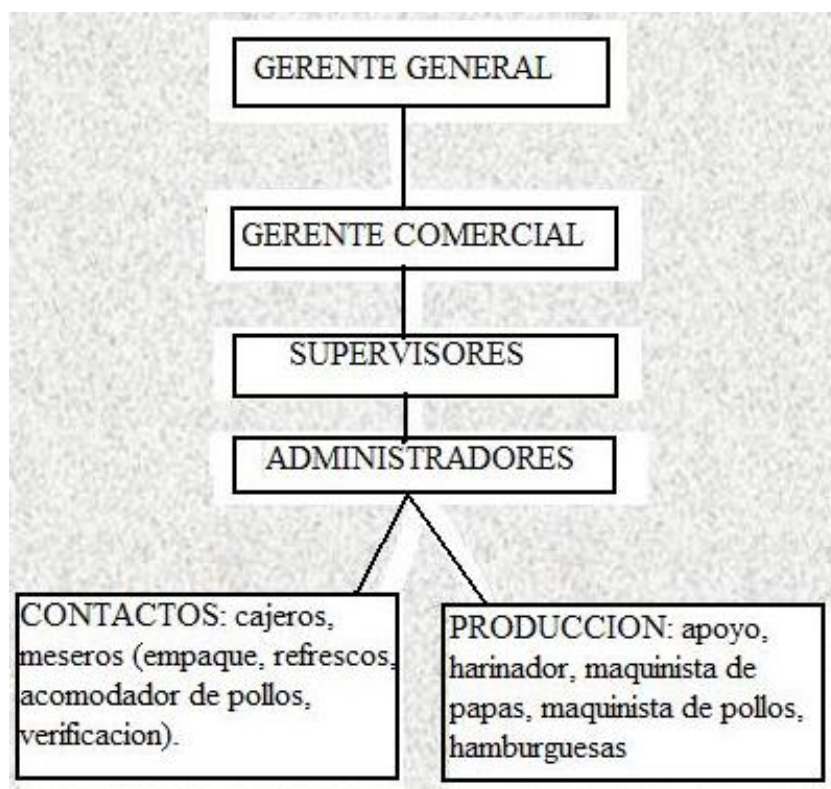 GERENTE GENERAL
GERENTE COMERCIAL
SUPERVISORES
ADMINISTRADORES
CONTACTOS: cajeros,
meseros (empaque, refrescos,
acomodador de pollos,
verificacion).
PRODUCCION: apoyo,
harinador, maquinista de
papas, maquinista de pollos,
hamburguesas